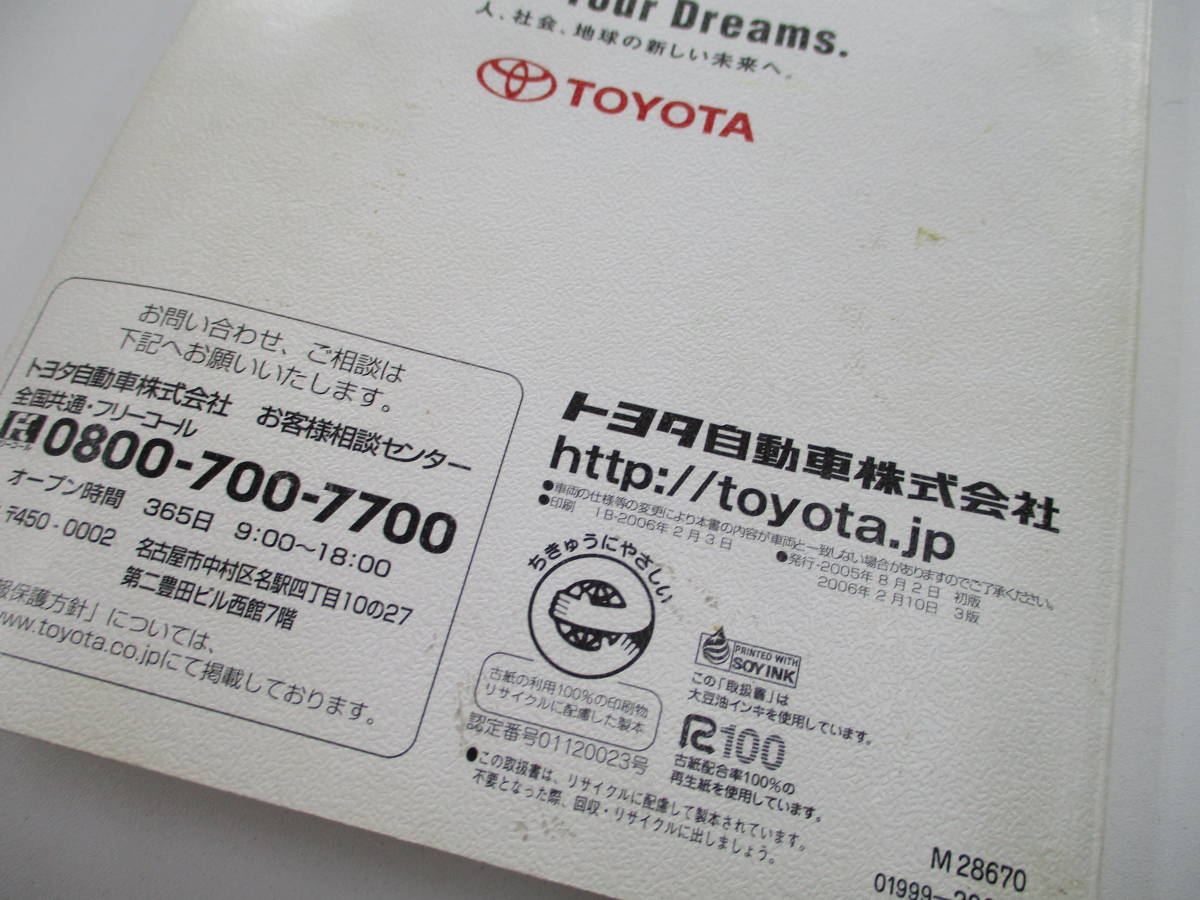 Your Dreams.
人、社会、地球の新しい未来へ。
TOYOTA
お問い合わせ、ご相談は
下記へお願いいたします。
トヨタ自動車株式会社 お客様相談センター
全国共通・フリーコール
0800-700-7700
オープン時間 365日 9:00～18:00
〒450-0002 名古屋市中村区名駅四丁目10の27
第二豊田ビル西館7階
報保護方針」については、
www.toyota.co.jpにて掲載しております。
トヨタ自動車株式会社
http://toyota.jp
●車両の仕様等の変更により本書の内容が車両と一致しない場合がありますのでご了承ください。
●印刷 1B-2006年2月3日
●発行-2005年8月2日 初版
2006年2月10日 3版
ちきゅうにやさしい
古紙の利用100%の印刷物
リサイクルに配慮した製本
認定番号01120023号
PRINTED WITH
SOY INK
この「取扱書」は
大豆油インキを使用しています。
R100
古紙配合率100%の
再生紙を使用しています。
●この取扱書は、リサイクルに配慮して製本されています。
不要となった際、回収・リサイクルに出しましょう。
M 28670
01999-